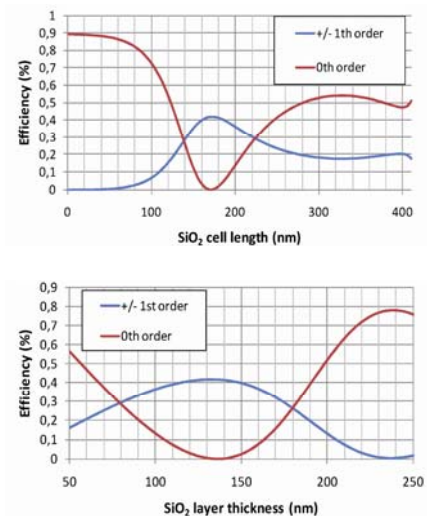 1
0,9
0,8
0,7
0,6
0,5
0,4
0,3
0,2
0,1
0
Efficiency (%)
+/- 1th order
0th order
0 100 200 300 400
SiO₂ cell length (nm)
0,9
0,8
0,7
0,6
0,5
0,4
0,3
0,2
0,1
0
Efficiency (%)
+/- 1st order
0th order
50 100 150 200 250
SiO₂ layer thickness (nm)